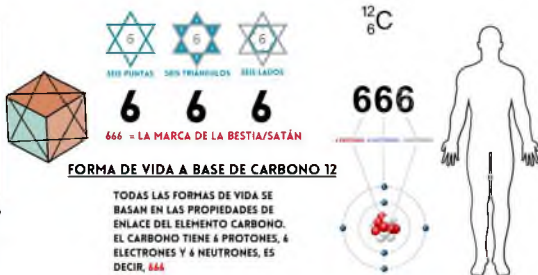 12
6 C
6 6 6
SEIS PUNTAS SEIS TRIÁNGULOS SEIS LADOS
6 6 6
666
666 = LA MARCA DE LA BESTIA/SATÁN
FORMA DE VIDA A BASE DE CARBONO 12
TODAS LAS FORMAS DE VIDA SE
BASAN EN LAS PROPIEDADES DE
ENLACE DEL ELEMENTO CARBONO.
EL CARBONO TIENE 6 PROTONES, 6
ELECTRONES Y 6 NEUTRONES, ES
DECIR, 666